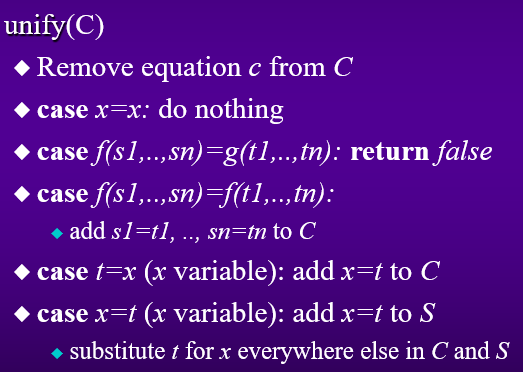 unify(C)
◆ Remove equation c from C
◆ case x=x: do nothing
◆ case f(s1,..,sn)=g(t1,..,tn): return false
◆ case f(s1,..,sn)=f(t1,..,tn):
◆ add s1=t1, .., sn=tn to C
◆ case t=x (x variable): add x=t to C
◆ case x=t (x variable): add x=t to S
◆ substitute t for x everywhere else in C and S